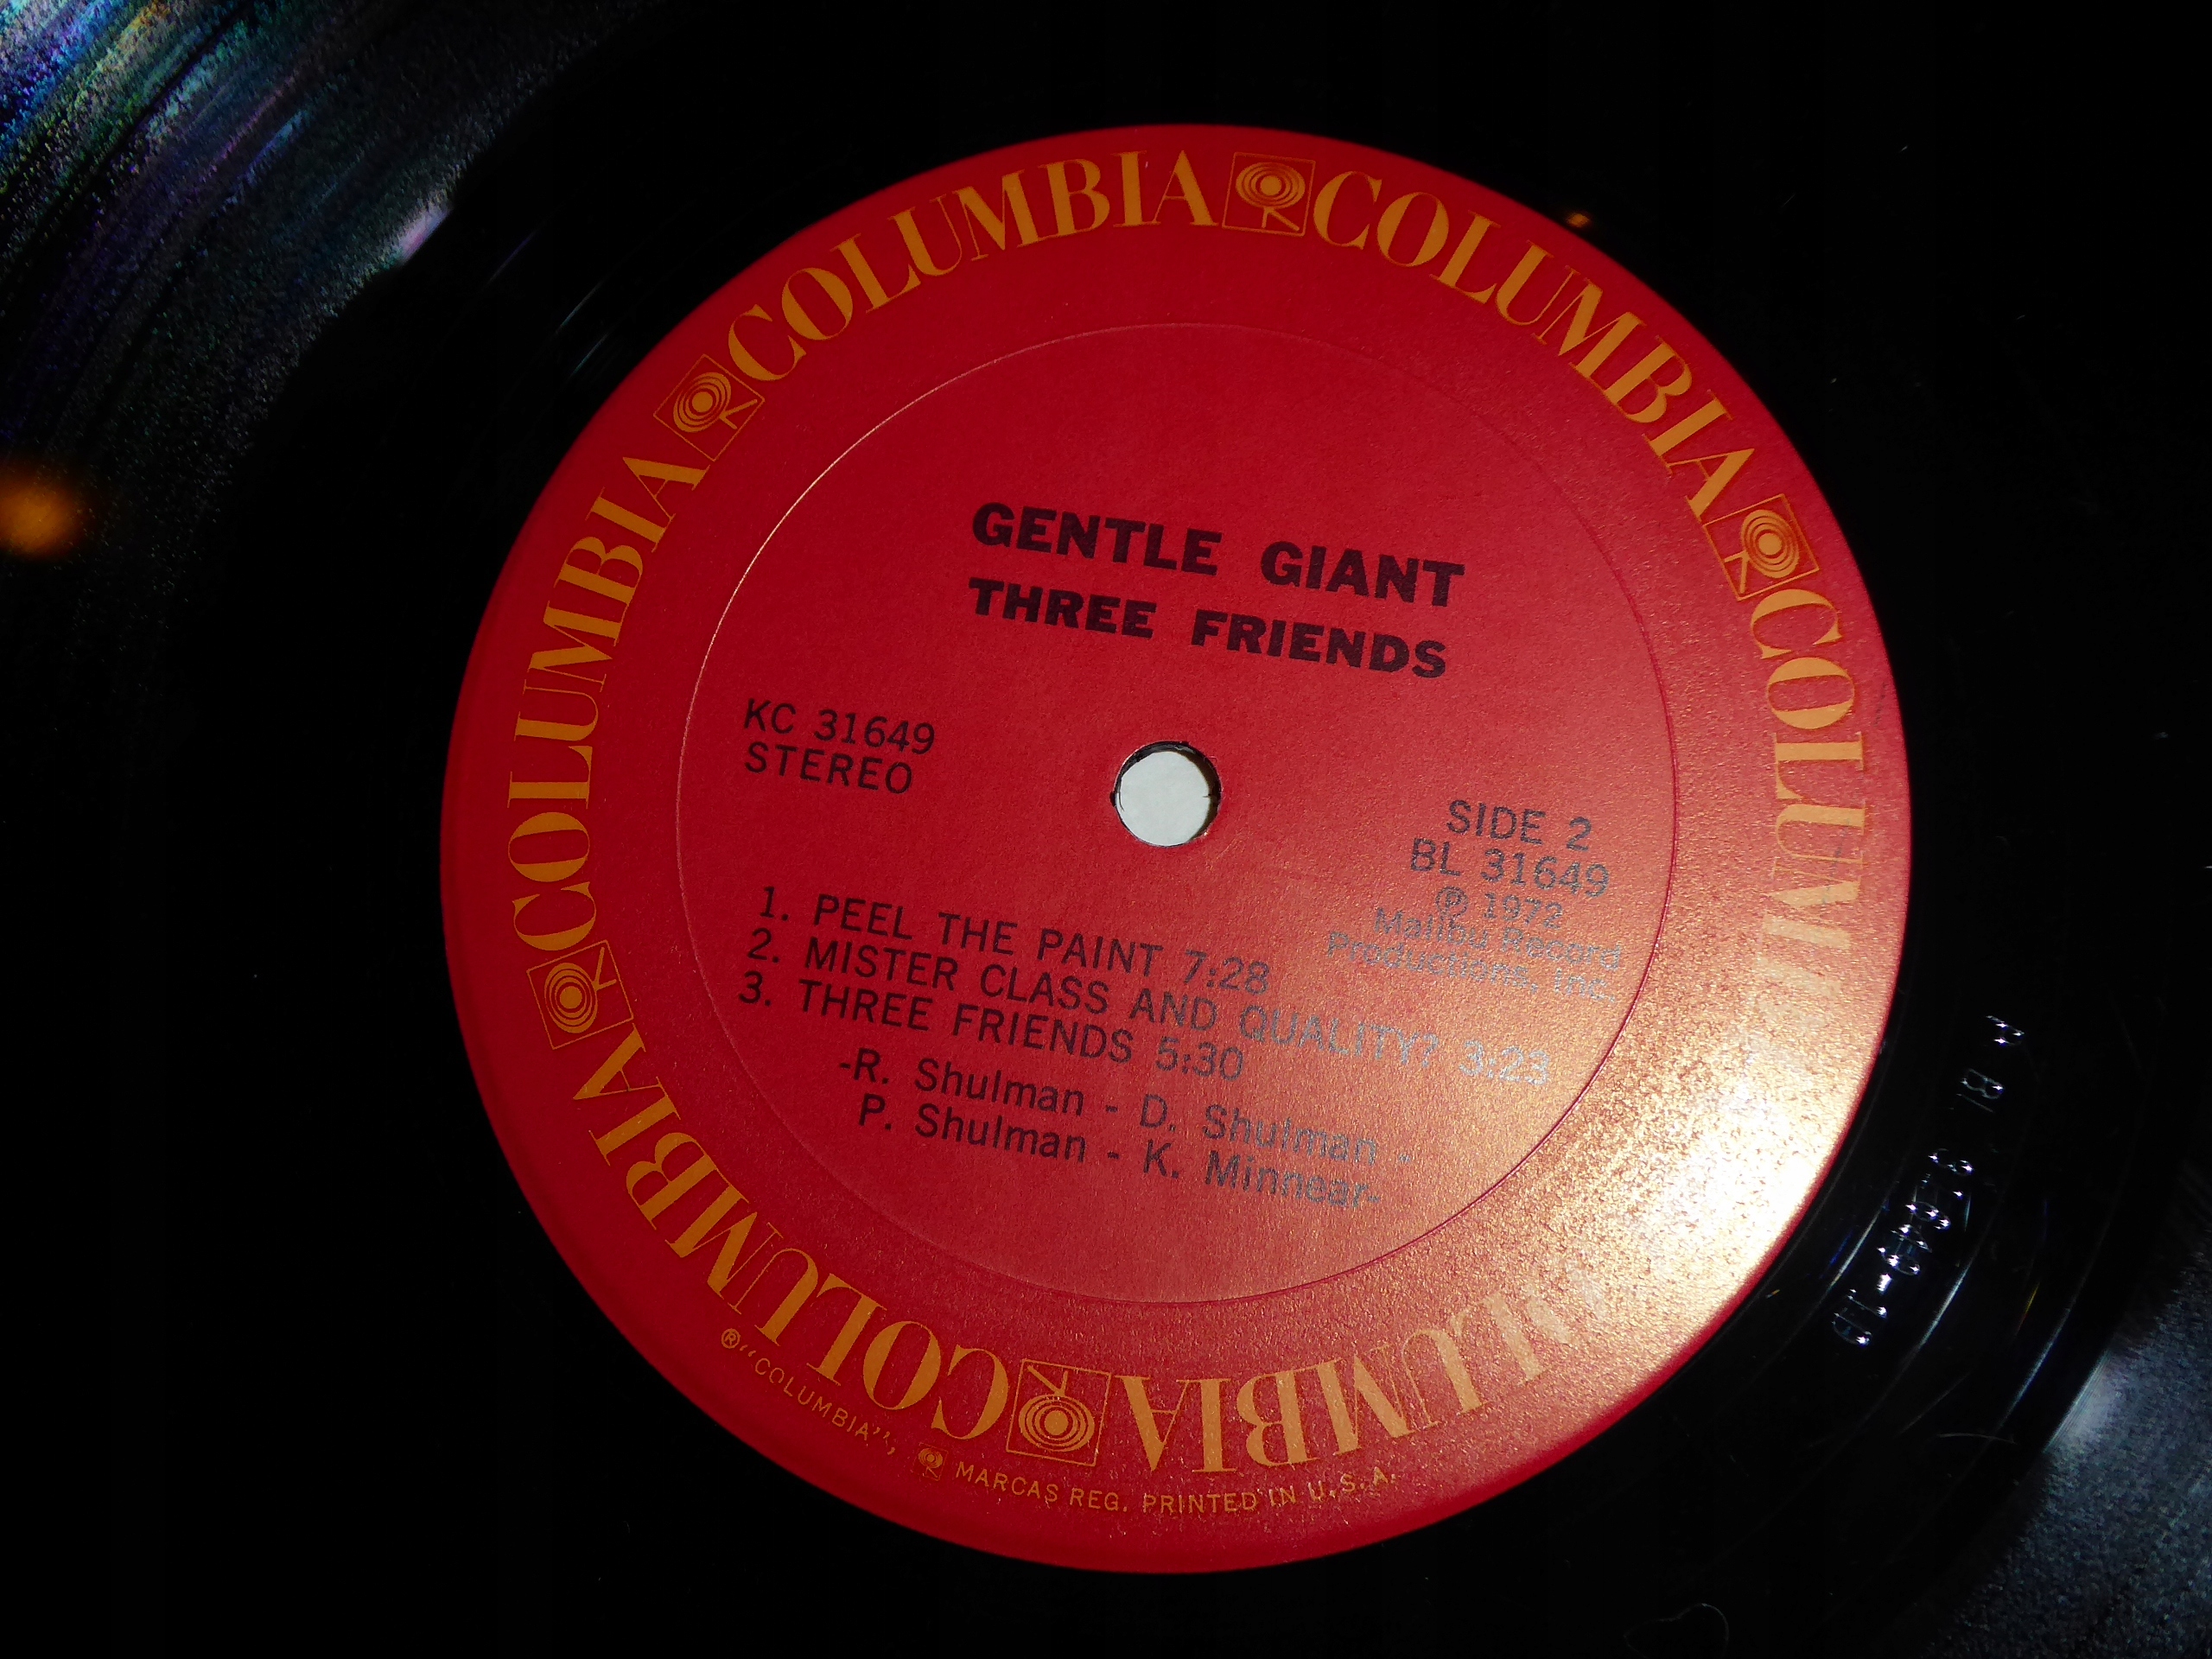 COLUMBIA COLUMBIA COLUMBIA COLUMBIA COLUMBIA COLUMBIA
GENTLE GIANT
THREE FRIENDS
KC 31649
STEREO
SIDE 2
BL 31649
Ⓟ 1972
Malibu Record
Productions, Inc.
1. PEEL THE PAINT 7:28
2. MISTER CLASS AND QUALITY? 3:23
3. THREE FRIENDS 5:30
-R. Shulman - D. Shulman -
P. Shulman - K. Minnear-
® "COLUMBIA", MARCAS REG. PRINTED IN U.S.A.